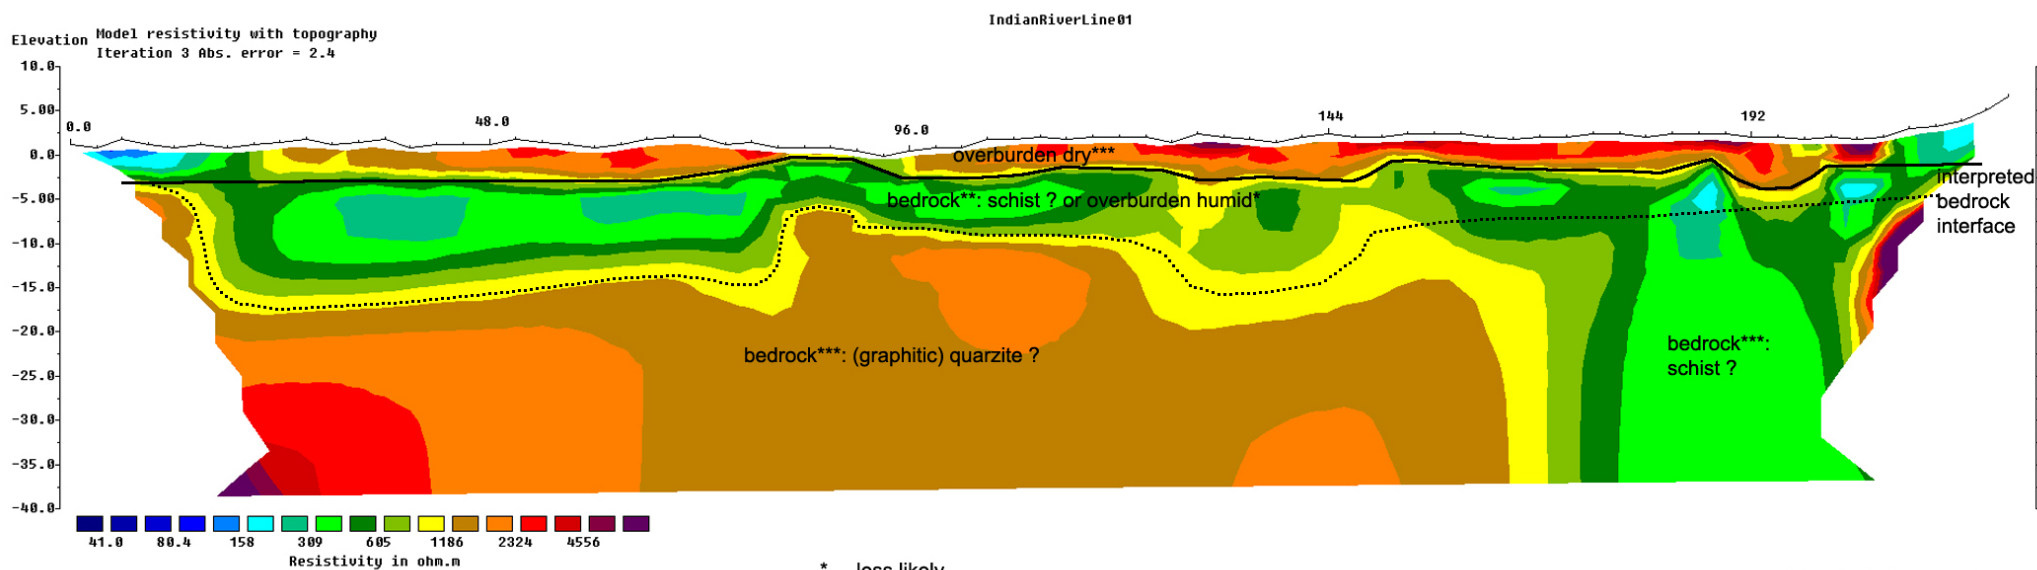 IndianRiverLine01
Elevation
Model resistivity with topography
Iteration 3 Abs. error = 2.4
10.0
5.00
0.0
-5.00
-10.0
-15.0
-20.0
-25.0
-30.0
-35.0
-40.0
0.0
48.0
96.0
144
192
overburden dry***
bedrock**: schist ? or overburden humid*
interpreted
bedrock
interface
bedrock***: (graphitic) quarzite ?
bedrock***:
schist ?
41.0 80.4 158 309 605 1186 2324 4556
Resistivity in ohm.m
* less likely